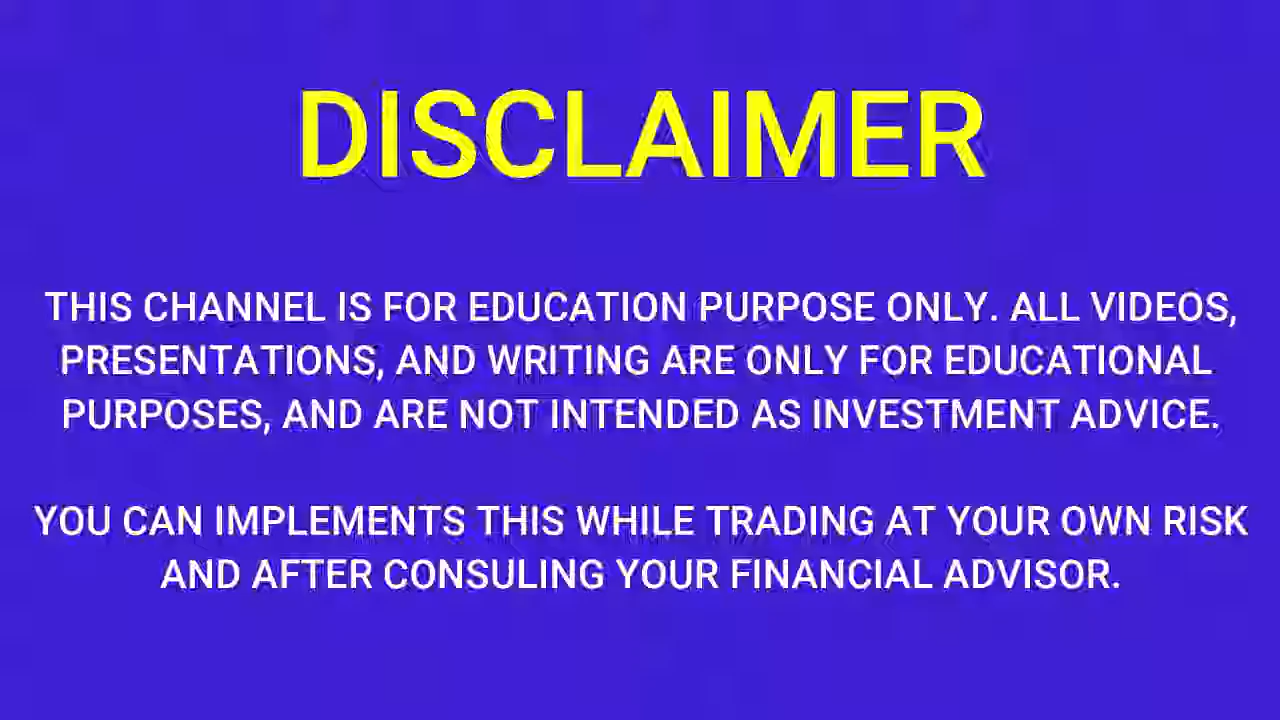 DISCLAIMER
THIS CHANNEL IS FOR EDUCATION PURPOSE ONLY. ALL VIDEOS,
PRESENTATIONS, AND WRITING ARE ONLY FOR EDUCATIONAL
PURPOSES, AND ARE NOT INTENDED AS INVESTMENT ADVICE.
YOU CAN IMPLEMENTS THIS WHILE TRADING AT YOUR OWN RISK
AND AFTER CONSULING YOUR FINANCIAL ADVISOR.